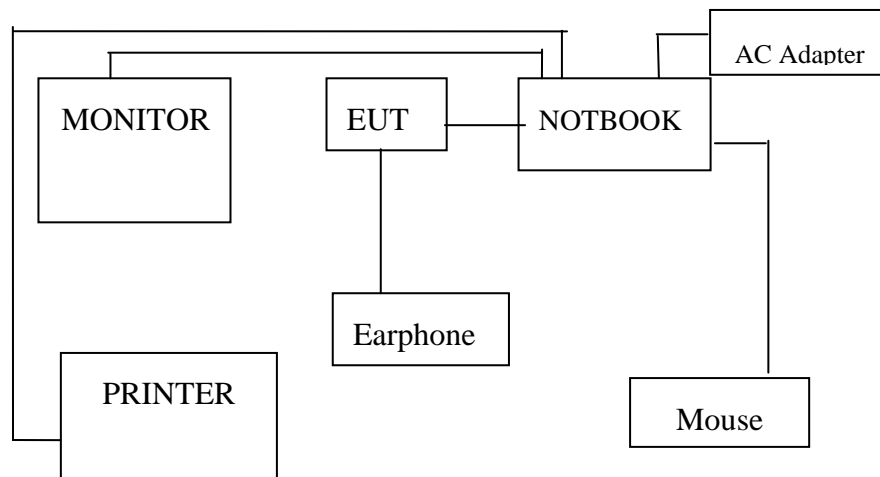 AC Adapter
MONITOR
EUT
NOTBOOK
Earphone
PRINTER
Mouse